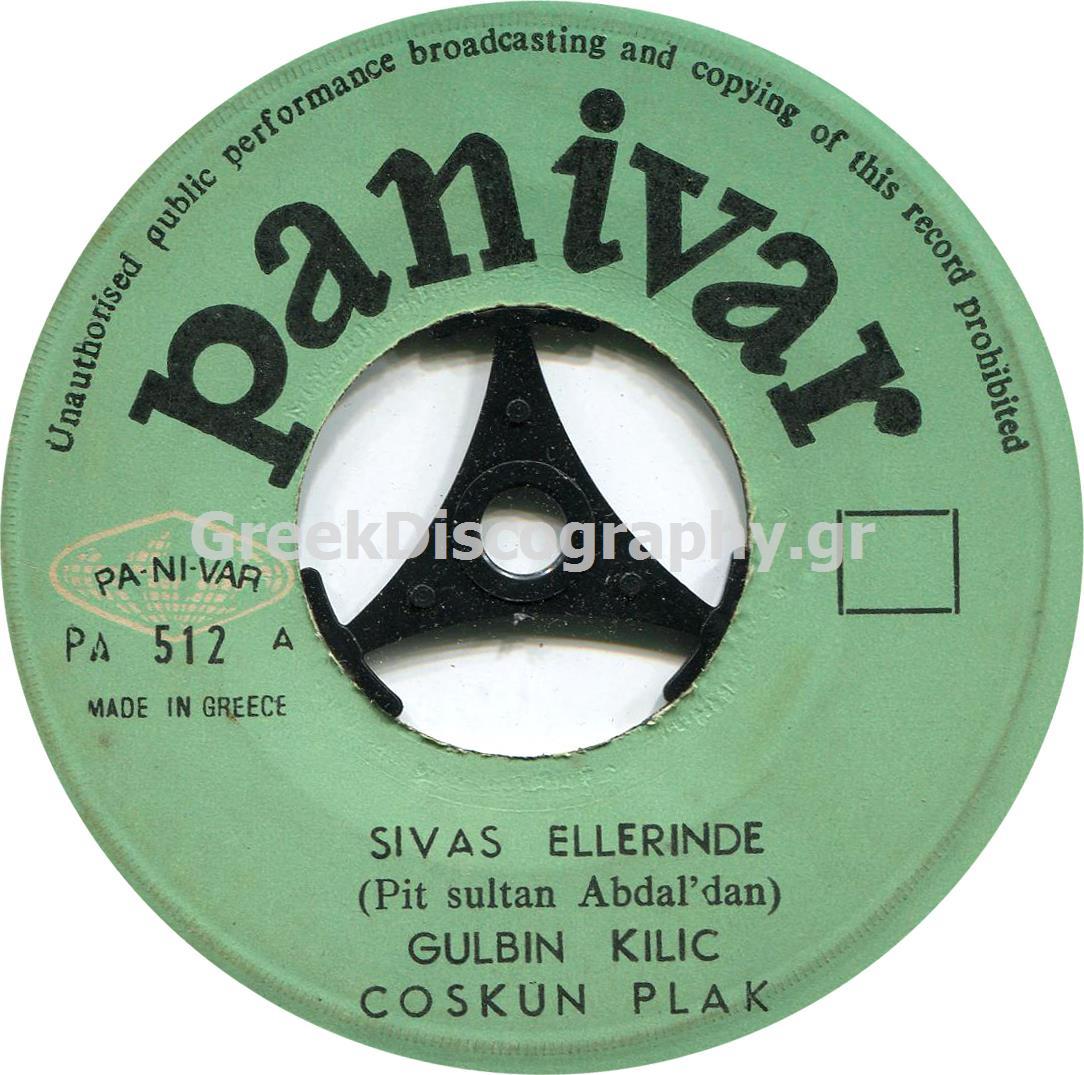 Unauthorised public performance broadcasting and copying of this record prohibited
panivar
GreekDiscography.gr
PA-NI-VAR
PA 512 A
MADE IN GREECE
SIVAS ELLERINDE
(Pit sultan Abdal'dan)
GULBIN KILIC
COSKUN PLAK